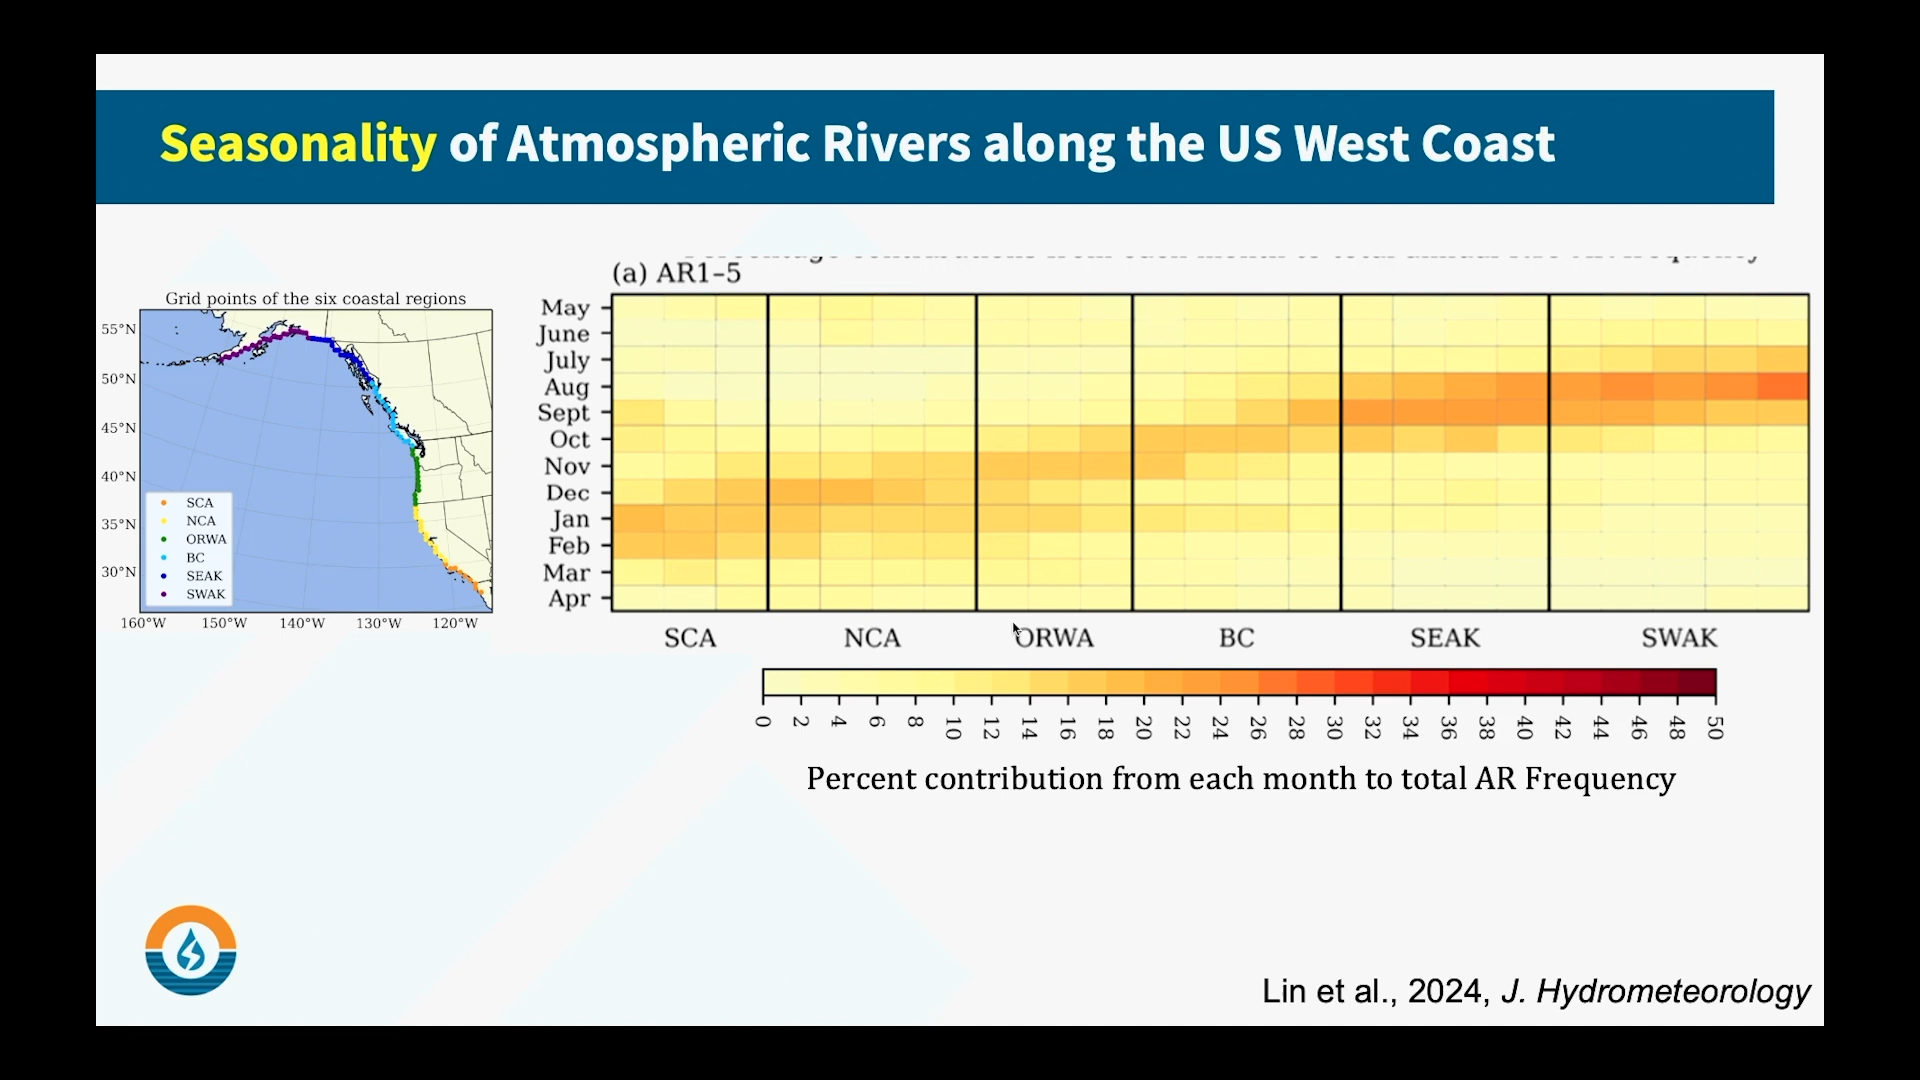 Seasonality of Atmospheric Rivers along the US West Coast
Grid points of the six coastal regions
55°N
50°N
45°N
40°N
35°N
30°N
SCA
NCA
ORWA
BC
SEAK
SWAK
160°W 150°W 140°W 130°W 120°W
(a) AR1–5
May
June
July
Aug
Sept
Oct
Nov
Dec
Jan
Feb
Mar
Apr
SCA NCA ORWA BC SEAK SWAK
0 2 4 6 8 10 12 14 16 18 20 22 24 26 28 30 32 34 36 38 40 42 44 46 48 50
Percent contribution from each month to total AR Frequency
Lin et al., 2024, J. Hydrometeorology